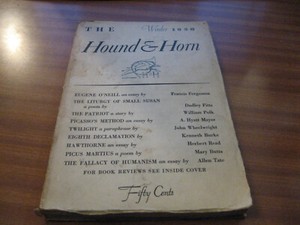 THE Winter 1930
Hound & Horn
EUGENE O'NEILL an essay by Francis Fergusson
THE LITURGY OF SMALL SUSAN
a poem by Dudley Fitts
THE PATRIOT a story by William Polk
PICASSO'S METHOD an essay by A. Hyatt Mayor
TWILIGHT a paraphrase by John Wheelwright
EIGHTH DECLAMATION by Kenneth Burke
HAWTHORNE an essay by Herbert Read
PICUS MARTIUS a poem by Mary Butts
THE FALLACY OF HUMANISM an essay by Allen Tate
FOR BOOK REVIEWS SEE INSIDE COVER
Fifty Cents